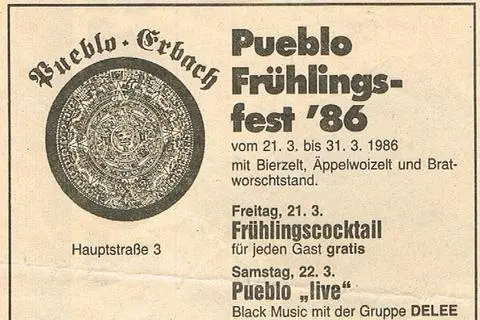 Pueblo · Erbach
Hauptstraße 3
Pueblo
Frühlings-
fest '86
vom 21. 3. bis 31. 3. 1986
mit Bierzelt, Äppelwoizelt und Brat-
worschtstand.
Freitag, 21. 3.
Frühlingscocktail
für jeden Gast gratis
Samstag, 22. 3.
Pueblo „live"
Black Music mit der Gruppe DELEE